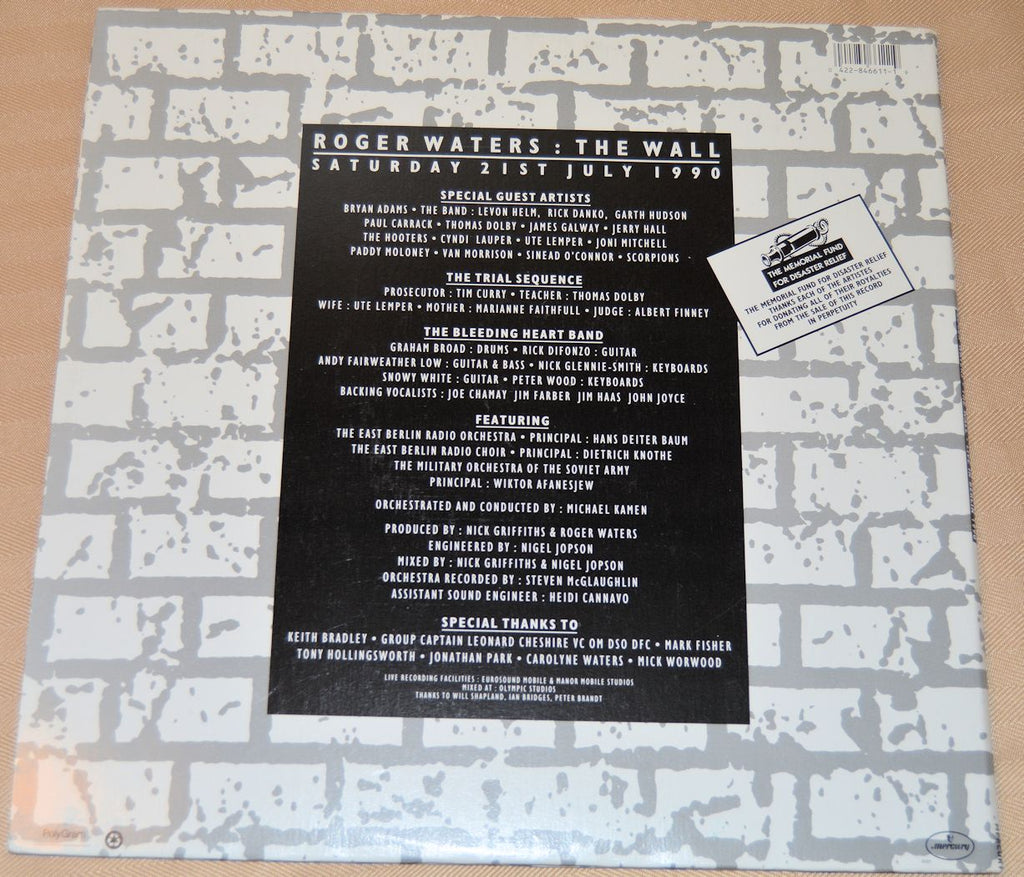 422-846611-1
ROGER WATERS : THE WALL
SATURDAY 21ST JULY 1990
SPECIAL GUEST ARTISTS
BRYAN ADAMS • THE BAND : LEVON HELM, RICK DANKO, GARTH HUDSON
PAUL CARRACK • THOMAS DOLBY • JAMES GALWAY • JERRY HALL
THE HOOTERS • CYNDI LAUPER • UTE LEMPER • JONI MITCHELL
PADDY MOLONEY • VAN MORRISON • SINEAD O'CONNOR • SCORPIONS
THE TRIAL SEQUENCE
PROSECUTOR : TIM CURRY • TEACHER : THOMAS DOLBY
WIFE : UTE LEMPER • MOTHER : MARIANNE FAITHFULL • JUDGE : ALBERT FINNEY
THE BLEEDING HEART BAND
GRAHAM BROAD : DRUMS • RICK DIFONZO : GUITAR
ANDY FAIRWEATHER LOW : GUITAR & BASS • NICK GLENNIE-SMITH : KEYBOARDS
SNOWY WHITE : GUITAR • PETER WOOD : KEYBOARDS
BACKING VOCALISTS : JOE CHAMAY JIM FARBER JIM HAAS JOHN JOYCE
FEATURING
THE EAST BERLIN RADIO ORCHESTRA • PRINCIPAL : HANS DEITER BAUM
THE EAST BERLIN RADIO CHOIR • PRINCIPAL : DIETRICH KNOTHE
THE MILITARY ORCHESTRA OF THE SOVIET ARMY
PRINCIPAL : WIKTOR AFANESJEW
ORCHESTRATED AND CONDUCTED BY : MICHAEL KAMEN
PRODUCED BY : NICK GRIFFITHS & ROGER WATERS
ENGINEERED BY : NIGEL JOPSON
MIXED BY : NICK GRIFFITHS & NIGEL JOPSON
ORCHESTRA RECORDED BY : STEVEN McGLAUGHLIN
ASSISTANT SOUND ENGINEER : HEIDI CANNAVO
SPECIAL THANKS TO
KEITH BRADLEY • GROUP CAPTAIN LEONARD CHESHIRE VC OM DSO DFC • MARK FISHER
TONY HOLLINGSWORTH • JONATHAN PARK • CAROLYNE WATERS • MICK WORWOOD
LIVE RECORDING FACILITIES : EUROSOUND MOBILE & MANOR MOBILE STUDIOS
MIXED AT : OLYMPIC STUDIOS
THANKS TO WILL SHAPLAND, IAN BRIDGES, PETER BRANDT
THE MEMORIAL FUND
FOR DISASTER RELIEF
THE MEMORIAL FUND FOR DISASTER RELIEF
THANKS EACH OF THE ARTISTES
FOR DONATING ALL OF THEIR ROYALTIES
FROM THE SALE OF THIS RECORD
IN PERPETUITY
PolyGram
mercury